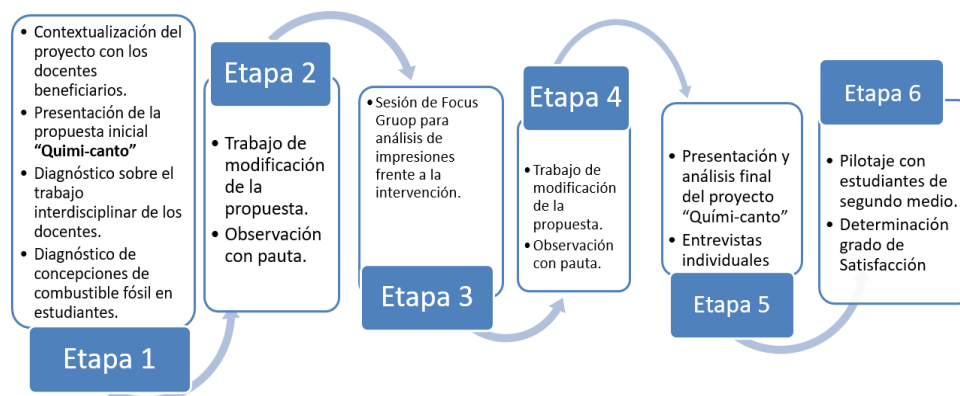 • Contextualización del
proyecto con los
docentes
beneficiarios.
• Presentación de la
propuesta inicial
“Quimi-canto”
• Diagnóstico sobre el
trabajo
interdisciplinar de los
docentes.
• Diagnóstico de
concepciones de
combustible fósil en
estudiantes.
Etapa 1
Etapa 2
• Trabajo de
modificación
de la
propuesta.
• Observación
con pauta.
• Sesión de Focus
Gruop para
análisis de
impresiones
frente a la
intervención.
Etapa 3
Etapa 4
• Trabajo de
modificación
de la
propuesta.
• Observación
con pauta.
• Presentación y
análisis final
del proyecto
“Quími-canto”
• Entrevistas
individuales
Etapa 5
Etapa 6
• Pilotaje con
estudiantes de
segundo medio.
• Determinación
grado de
Satisfacción